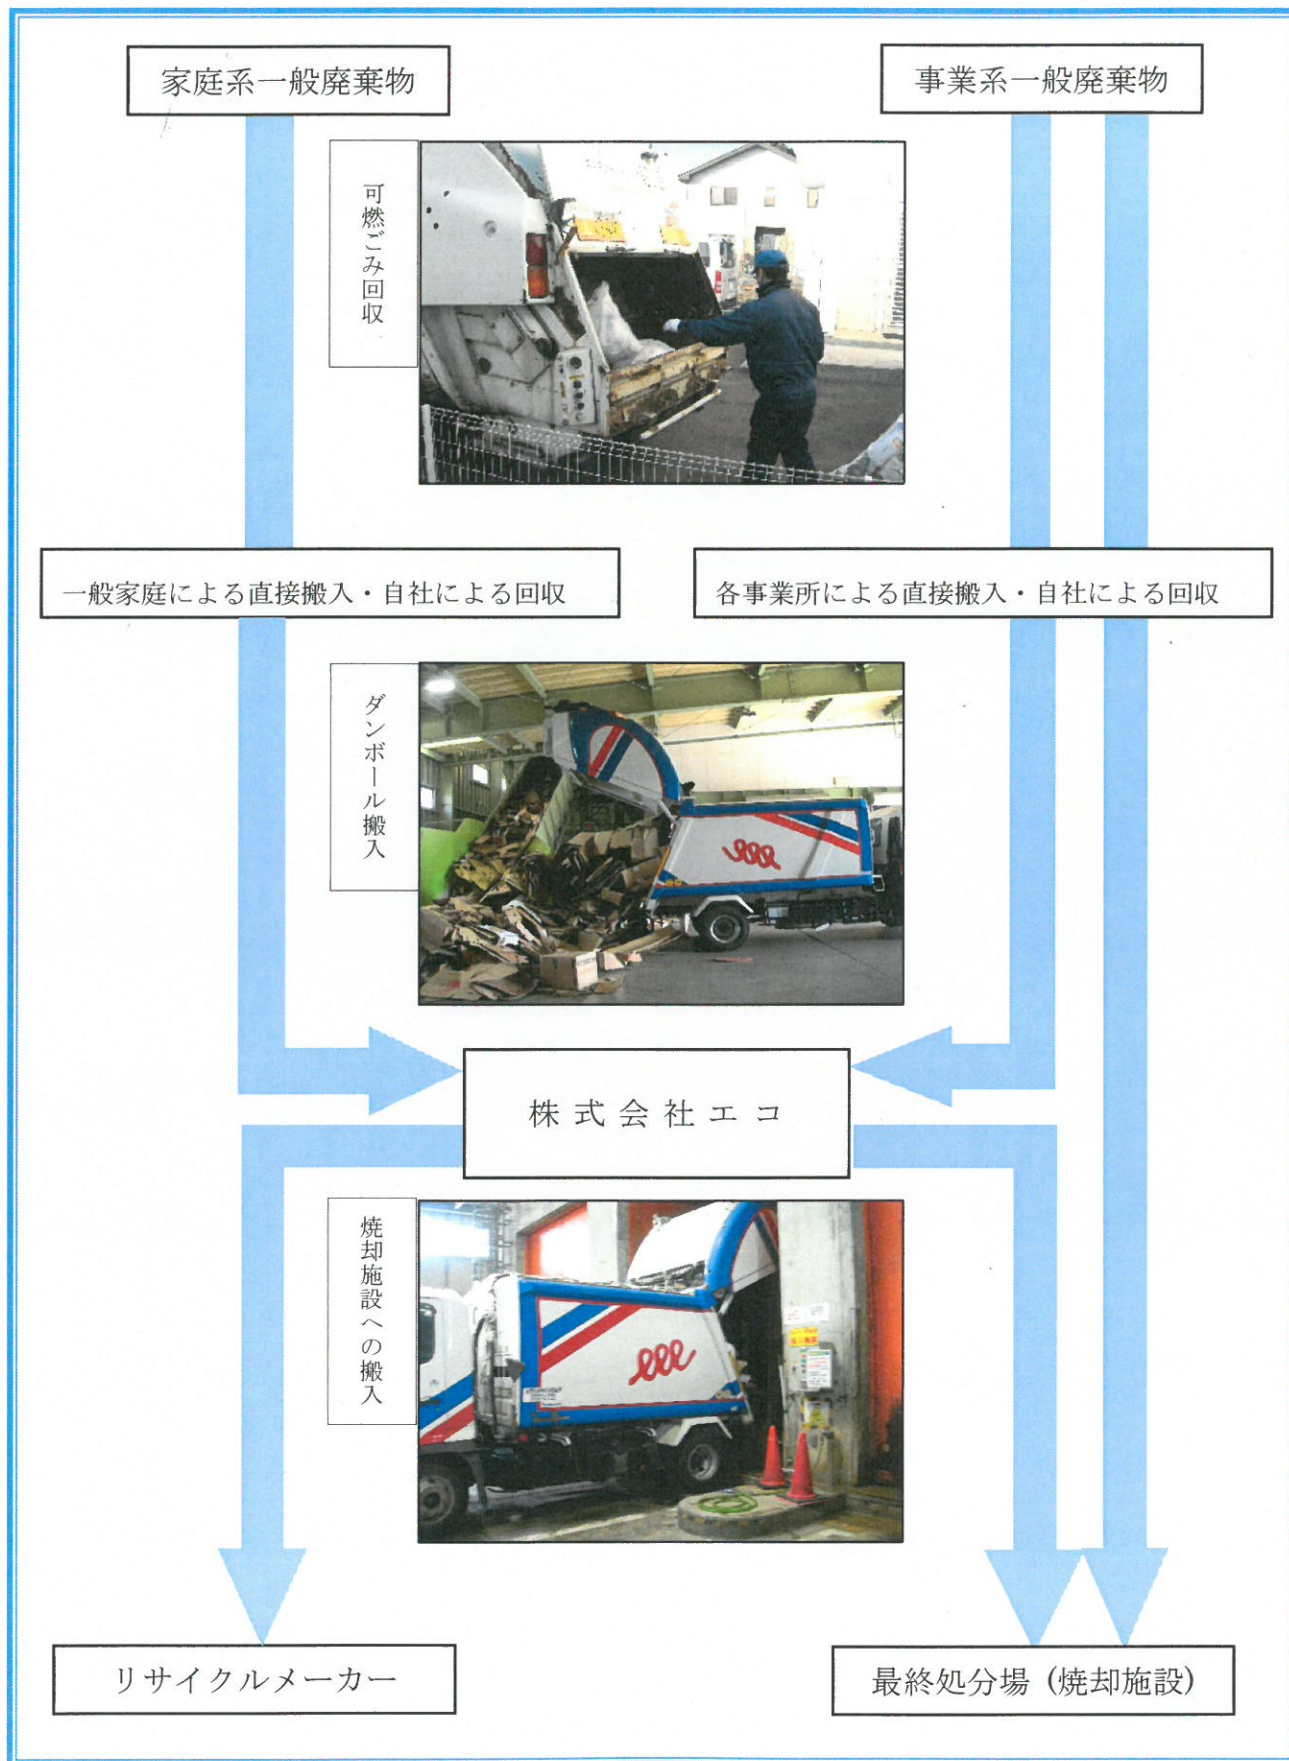 家庭系一般廃棄物
事業系一般廃棄物
可燃ごみ回収
一般家庭による直接搬入・自社による回収
各事業所による直接搬入・自社による回収
ダンボール搬入
株式会社エコ
焼却施設への搬入
リサイクルメーカー
最終処分場 (焼却施設)